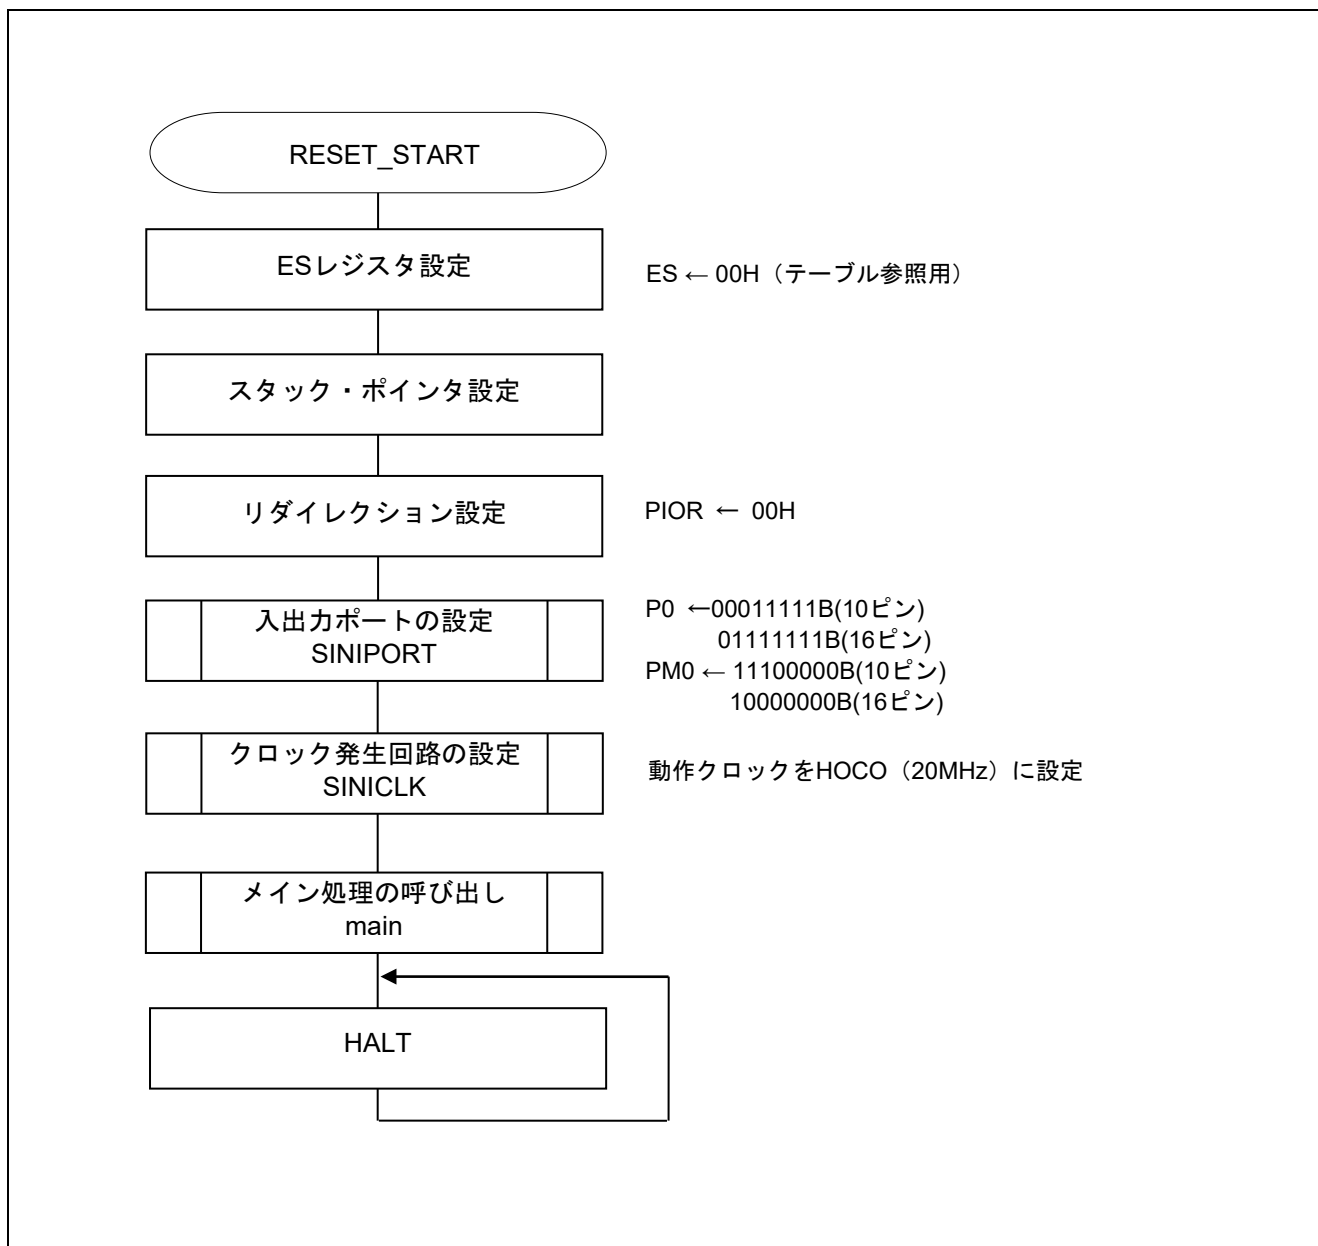 RESET_START
ESレジスタ設定
ES ← 00H（テーブル参照用）
スタック・ポインタ設定
リダイレクション設定
PIOR ← 00H
入出力ポートの設定
SINIPORT
P0 ←00011111B(10ピン)
01111111B(16ピン)
PM0 ← 11100000B(10ピン)
10000000B(16ピン)
クロック発生回路の設定
SINICLK
動作クロックをHOCO（20MHz）に設定
メイン処理の呼び出し
main
HALT